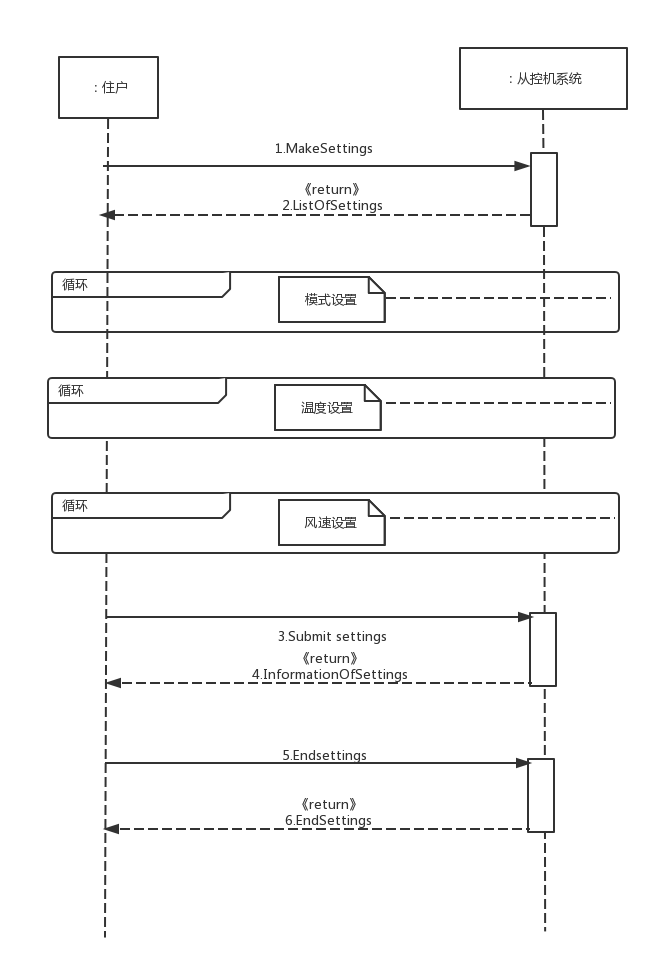 : 住户
: 从控机系统
1.MakeSettings
《return》
2.ListOfSettings
循环
模式设置
循环
温度设置
循环
风速设置
3.Submit settings
《return》
4.InformationOfSettings
5.Endsettings
《return》
6.EndSettings